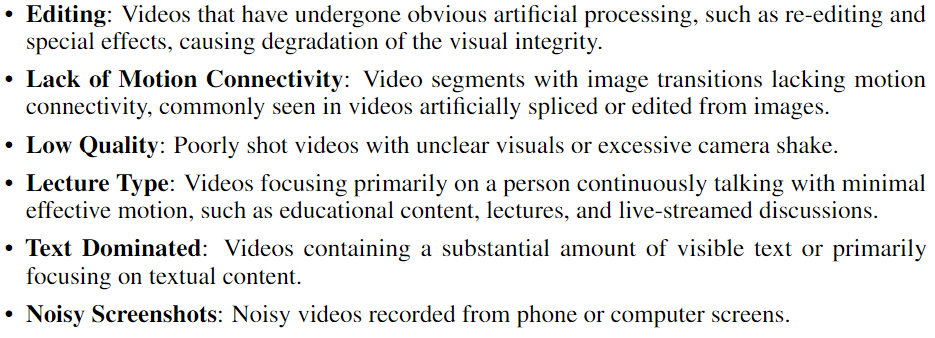 • Editing: Videos that have undergone obvious artificial processing, such as re-editing and
special effects, causing degradation of the visual integrity.
• Lack of Motion Connectivity: Video segments with image transitions lacking motion
connectivity, commonly seen in videos artificially spliced or edited from images.
• Low Quality: Poorly shot videos with unclear visuals or excessive camera shake.
• Lecture Type: Videos focusing primarily on a person continuously talking with minimal
effective motion, such as educational content, lectures, and live-streamed discussions.
• Text Dominated: Videos containing a substantial amount of visible text or primarily
focusing on textual content.
• Noisy Screenshots: Noisy videos recorded from phone or computer screens.